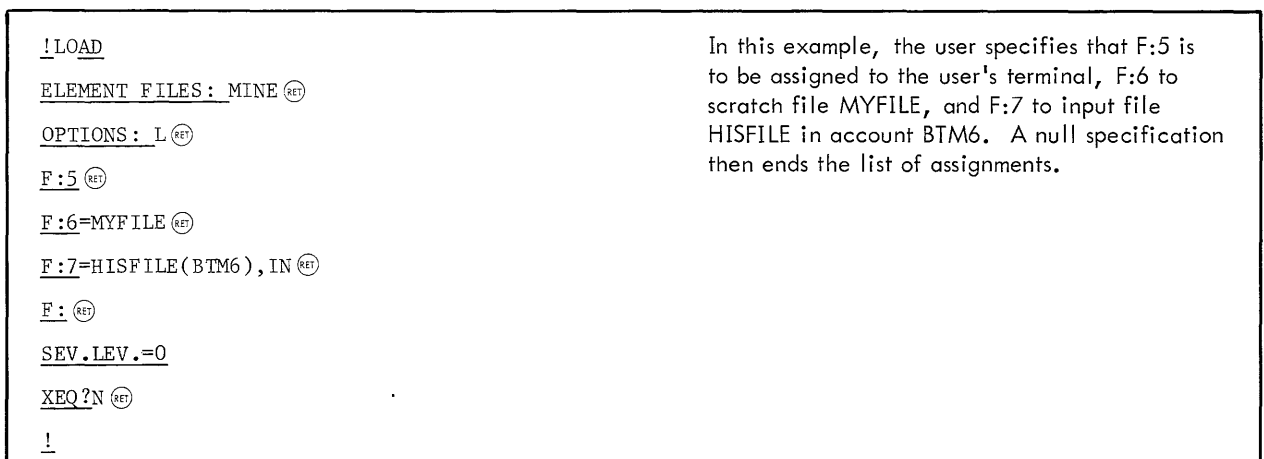 !LOAD
ELEMENT FILES: MINE RET
OPTIONS: L RET
F:5 RET
F:6=MYFILE RET
F:7=HISFILE(BTM6),IN RET
F: RET
SEV.LEV.=0
XEQ?N RET
!
In this example, the user specifies that F:5 is
to be assigned to the user's terminal, F:6 to
scratch file MYFILE, and F:7 to input file
HISFILE in account BTM6. A null specification
then ends the list of assignments.